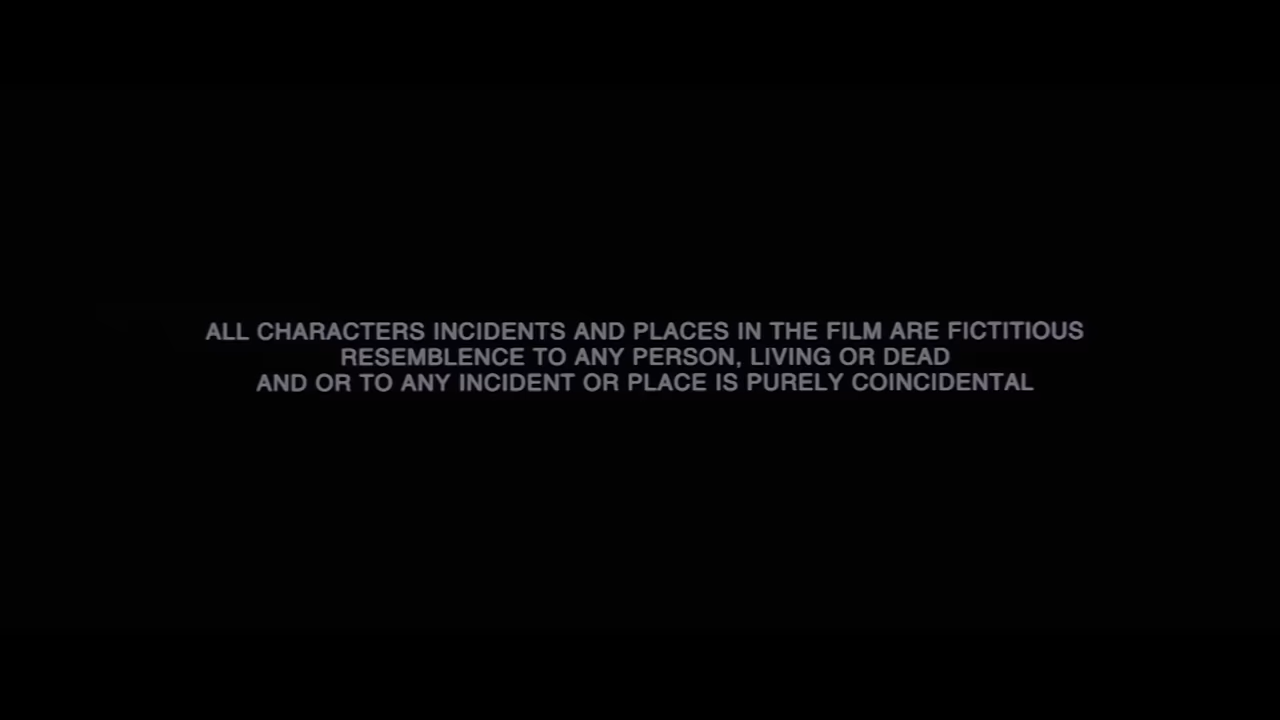 ALL CHARACTERS INCIDENTS AND PLACES IN THE FILM ARE FICTITIOUS
RESEMBLENCE TO ANY PERSON, LIVING OR DEAD
AND OR TO ANY INCIDENT OR PLACE IS PURELY COINCIDENTAL